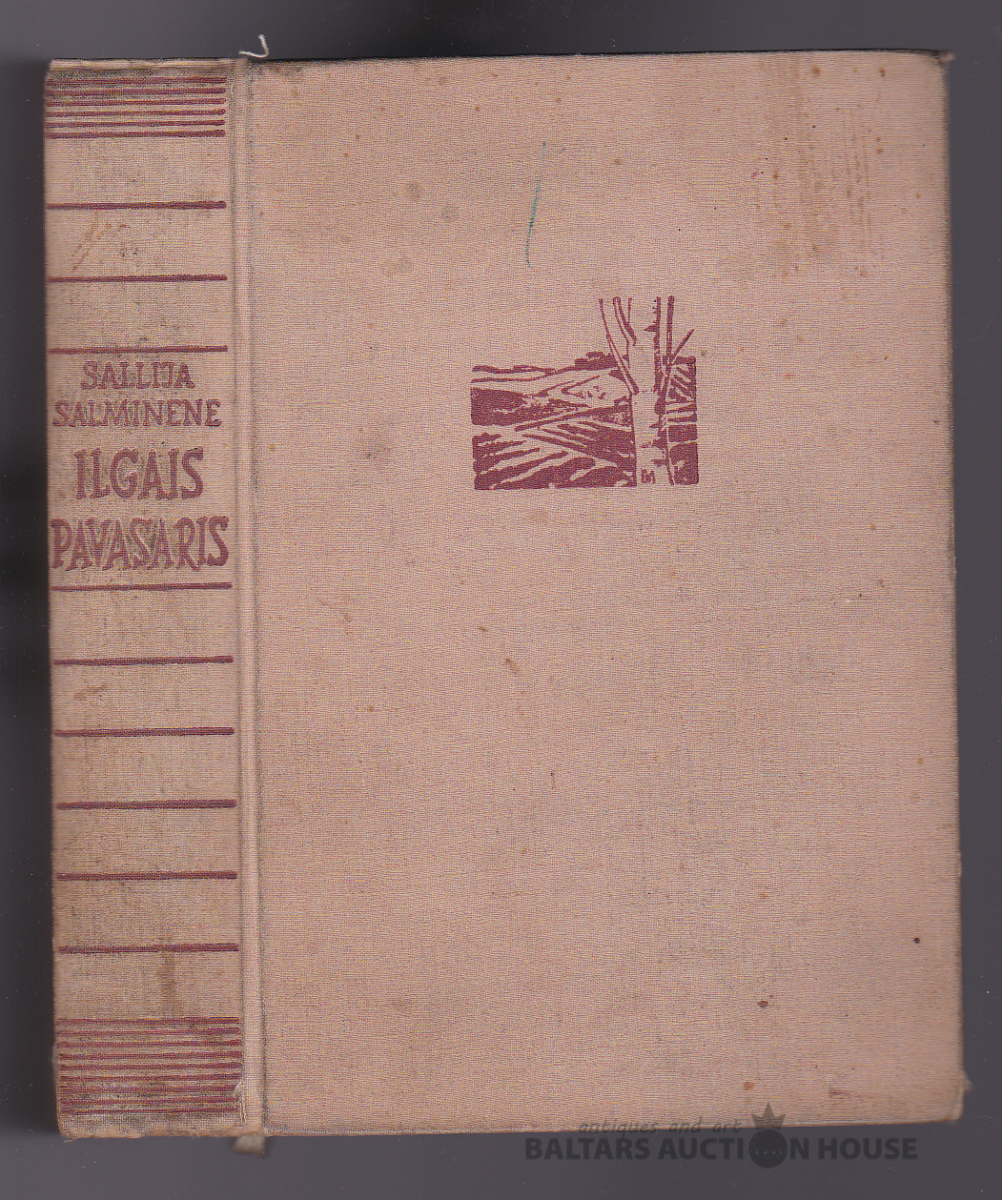 SALLIJA
SALMINENE
ILGAIS
PAVASARIS
antiques and art
BALTARS AUCTION HOUSE